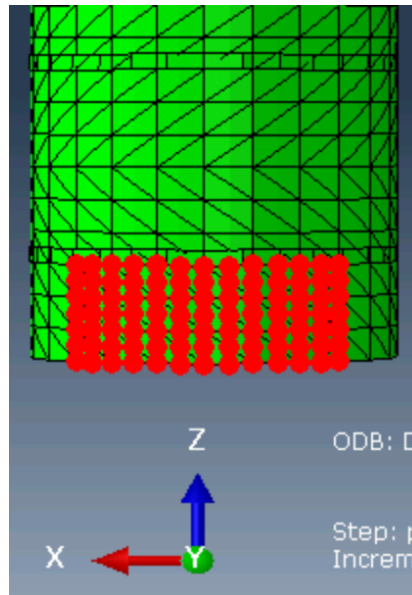 Z
ODB: D
X
Y
Step: p
Increm